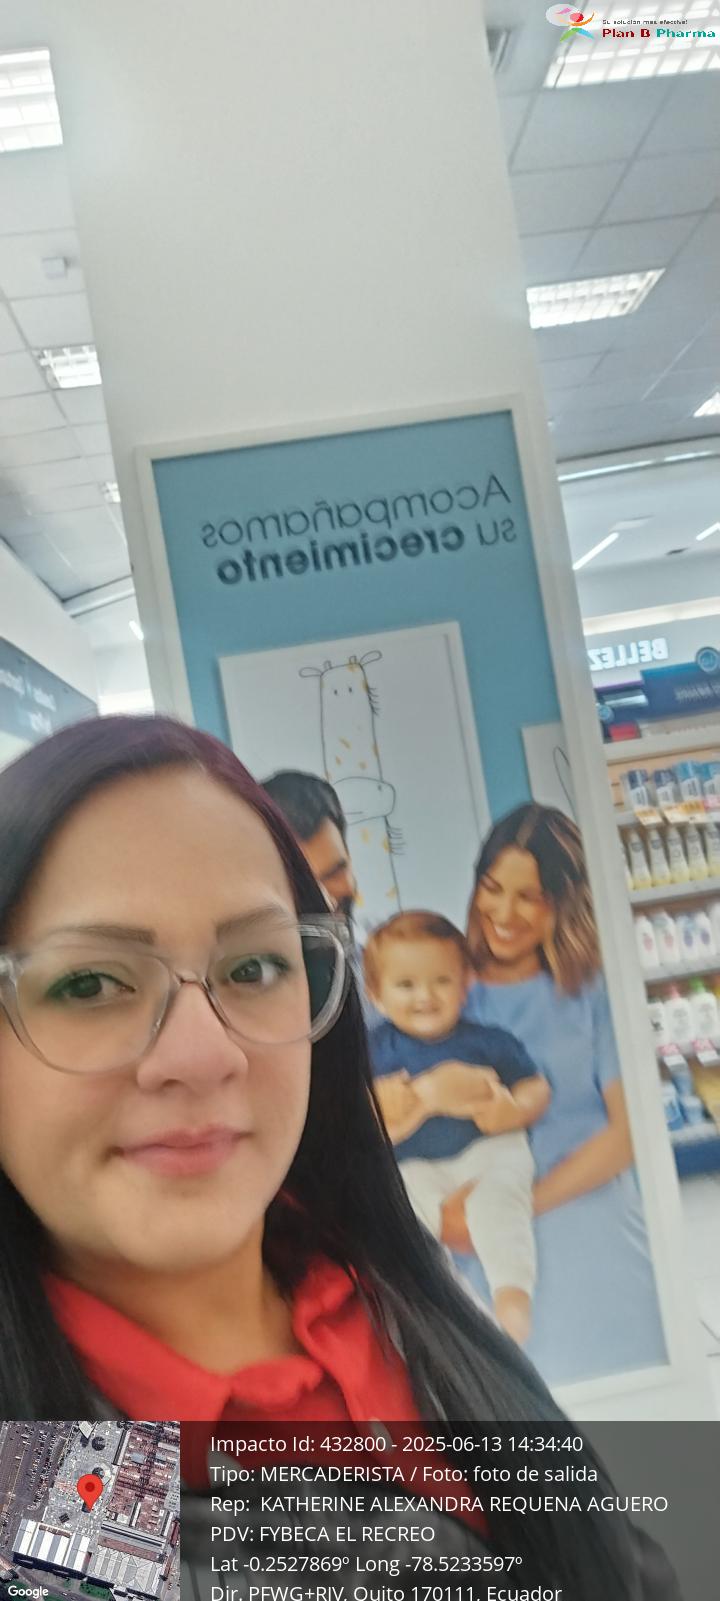 Su solución más efectiva!
Plan B Pharma
Acompañamos
su crecimiento
BELLEZ
Impacto Id: 432800 - 2025-06-13 14:34:40
Tipo: MERCADERISTA / Foto: foto de salida
Rep: KATHERINE ALEXANDRA REQUENA AGUERO
PDV: FYBECA EL RECREO
Lat -0.2527869º Long -78.5233597º
Dir. PFWG+RJV, Quito 170111, Ecuador
Google